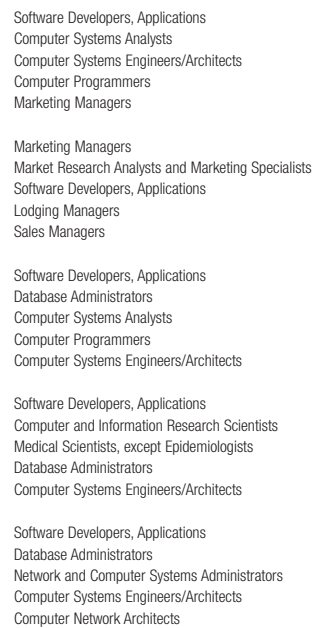 Software Developers, Applications
Computer Systems Analysts
Computer Systems Engineers/Architects
Computer Programmers
Marketing Managers
Marketing Managers
Market Research Analysts and Marketing Specialists
Software Developers, Applications
Lodging Managers
Sales Managers
Software Developers, Applications
Database Administrators
Computer Systems Analysts
Computer Programmers
Computer Systems Engineers/Architects
Software Developers, Applications
Computer and Information Research Scientists
Medical Scientists, except Epidemiologists
Database Administrators
Computer Systems Engineers/Architects
Software Developers, Applications
Database Administrators
Network and Computer Systems Administrators
Computer Systems Engineers/Architects
Computer Network Architects